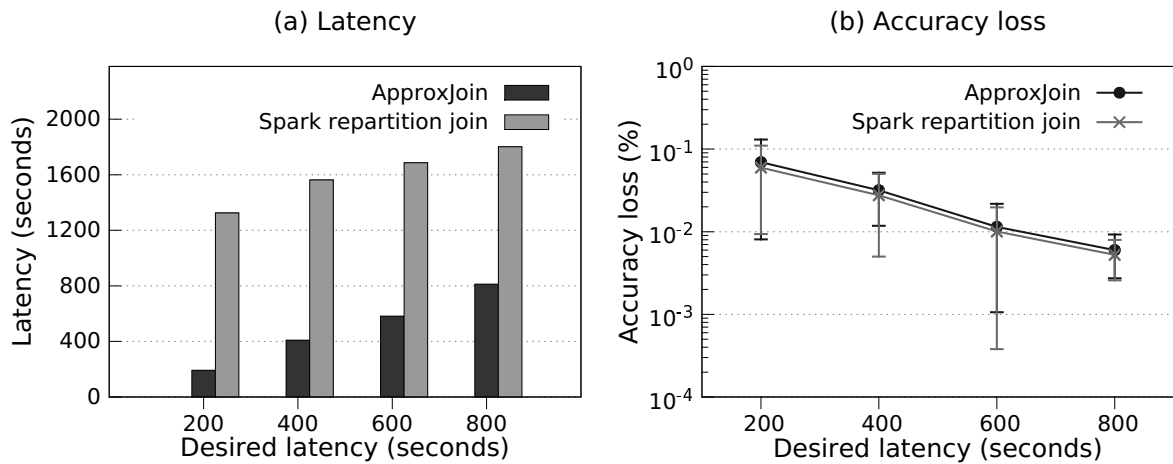 (a) Latency
Latency (seconds)
2000
1600
1200
800
400
0
ApproxJoin
Spark repartition join
200 400 600 800
Desired latency (seconds)
(b) Accuracy loss
Accuracy loss (%)
10⁰
10⁻¹
10⁻²
10⁻³
10⁻⁴
ApproxJoin
Spark repartition join
200 400 600 800
Desired latency (seconds)